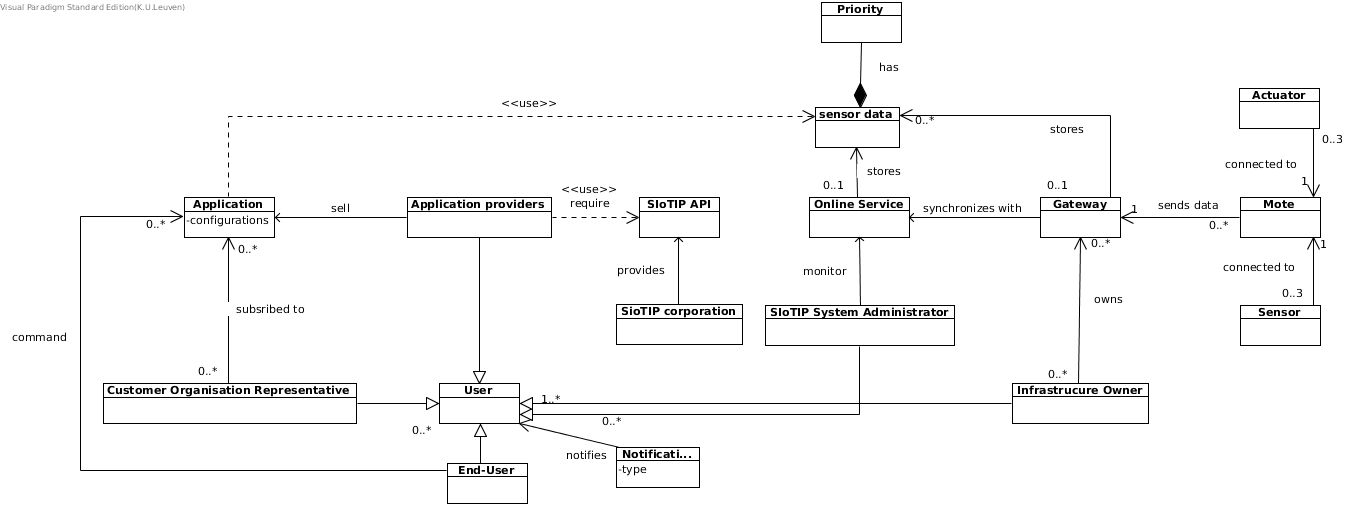 Visual Paradigm Standard Edition(K.U.Leuven)
Priority
has
<<use>>
sensor data
0..*
stores
Actuator
0..3
connected to
1
stores
0..1
0..1
<<use>>
require
Application
-configurations
0..*
0..*
sell
Application providers
SIoTIP API
Online Service
synchronizes with
Gateway
1
sends data
0..*
Mote
1
0..*
provides
monitor
connected to
0..3
owns
subsribed to
SioTIP corporation
SIoTIP System Administrator
Sensor
command
0..*
0..*
Customer Organisation Representative
User
1..*
0..*
Infrastrucure Owner
0..*
notifies
Notificati...
-type
End-User